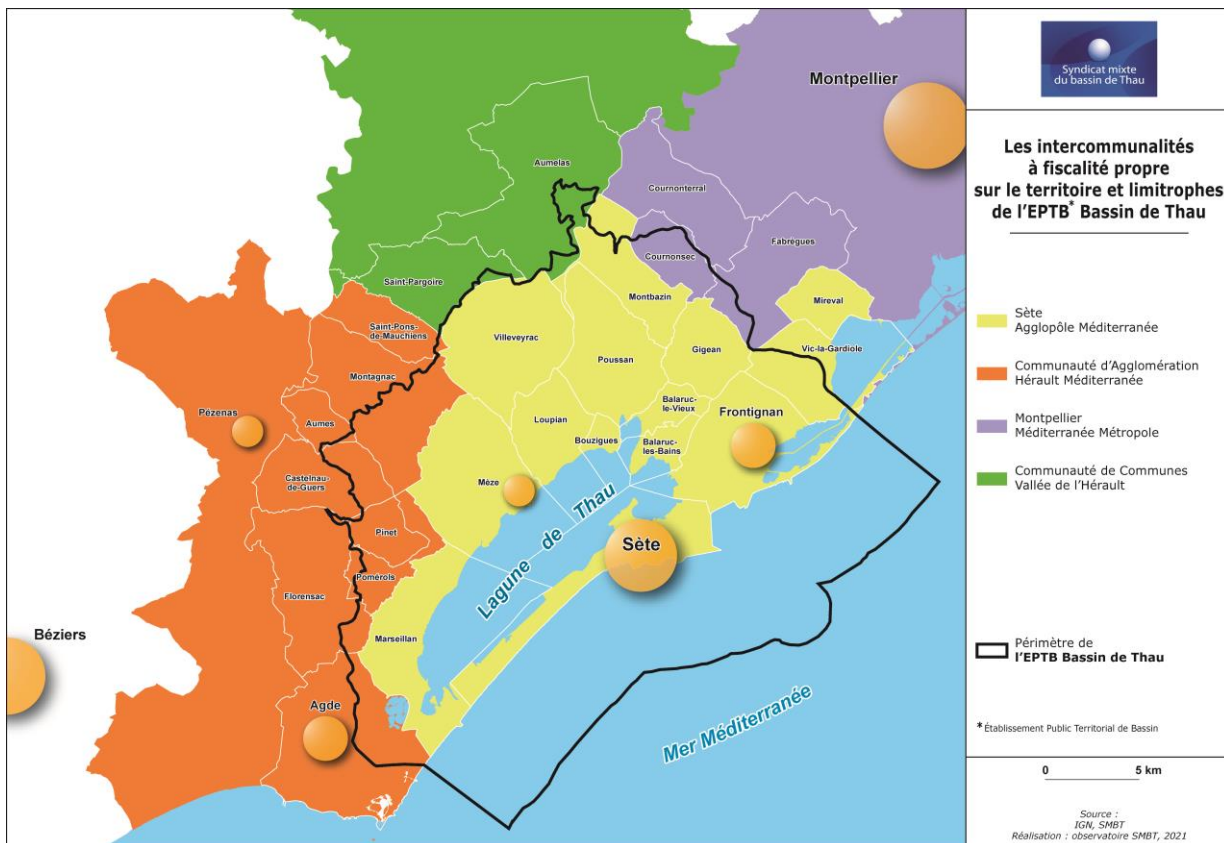 Montpellier
Aumelas
Cournonterral
Fabrègues
Cournonsec
Saint-Pargoire
Mireval
Montbazin
Saint-Pons-
de-Mauchiens
Villeveyrac
Vic-la-Gardiole
Gigean
Poussan
Montagnac
Balaruc-
le-Vieux
Pézenas
Frontignan
Aumes
Loupian
Bouzigues
Balaruc-
les-Bains
Castelnau-
de-Guers
Mèze
Pinet
Lagune de Thau
Sète
Pomérols
Florensac
Béziers
Marseillan
Agde
Mer Méditerranée
Syndicat mixte
du bassin de Thau
Les intercommunalités
à fiscalité propre
sur le territoire et limitrophes
de l'EPTB* Bassin de Thau
Sète
Agglopôle Méditerranée
Communauté d'Agglomération
Hérault Méditerranée
Montpellier
Méditerranée Métropole
Communauté de Communes
Vallée de l'Hérault
Périmètre de
l'EPTB Bassin de Thau
* Établissement Public Territorial de Bassin
0 5 km
Source :
IGN, SMBT
Réalisation : observatoire SMBT, 2021